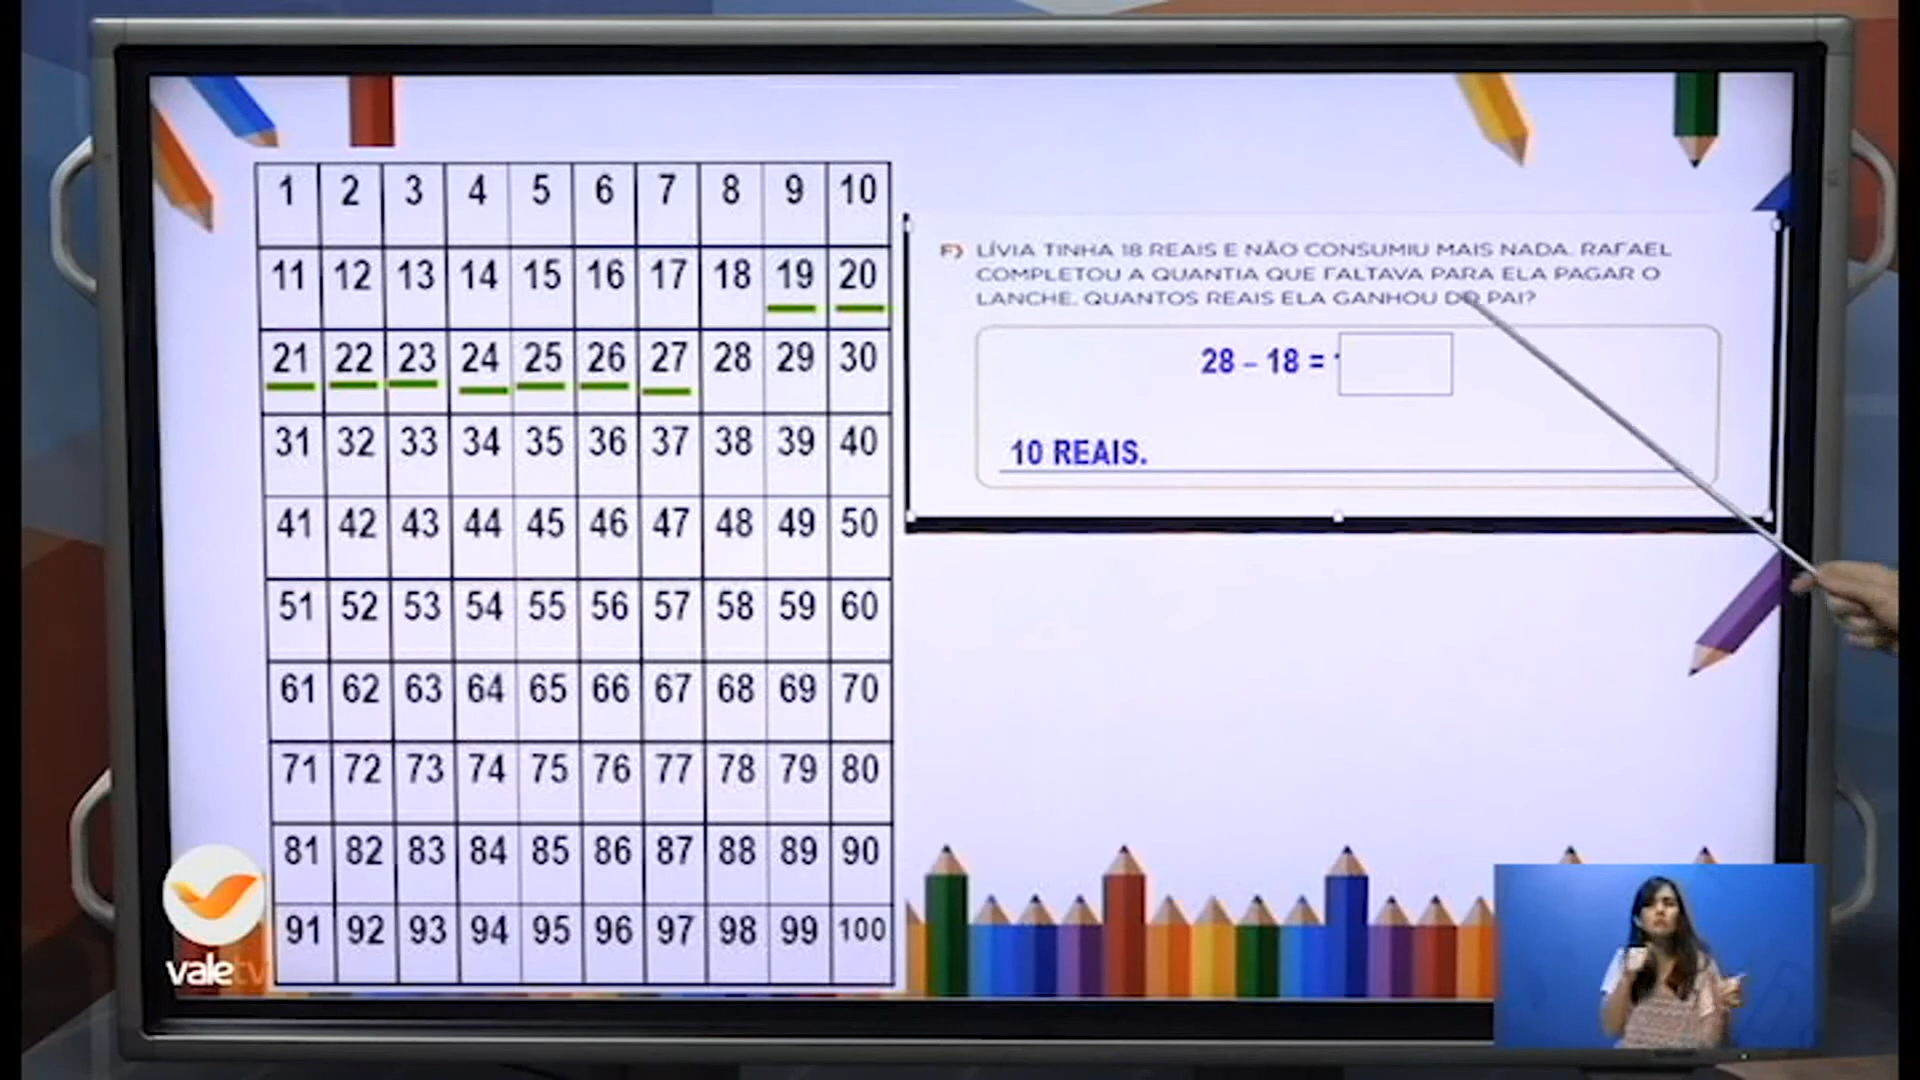 1 2 3 4 5 6 7 8 9 10
11 12 13 14 15 16 17 18 19 20
21 22 23 24 25 26 27 28 29 30
31 32 33 34 35 36 37 38 39 40
41 42 43 44 45 46 47 48 49 50
51 52 53 54 55 56 57 58 59 60
61 62 63 64 65 66 67 68 69 70
71 72 73 74 75 76 77 78 79 80
81 82 83 84 85 86 87 88 89 90
91 92 93 94 95 96 97 98 99 100
F) LÍVIA TINHA 18 REAIS E NÃO CONSUMIU MAIS NADA. RAFAEL
COMPLETOU A QUANTIA QUE FALTAVA PARA ELA PAGAR O
LANCHE. QUANTOS REAIS ELA GANHOU DO PAI?
28 – 18 =
10 REAIS.
valetv